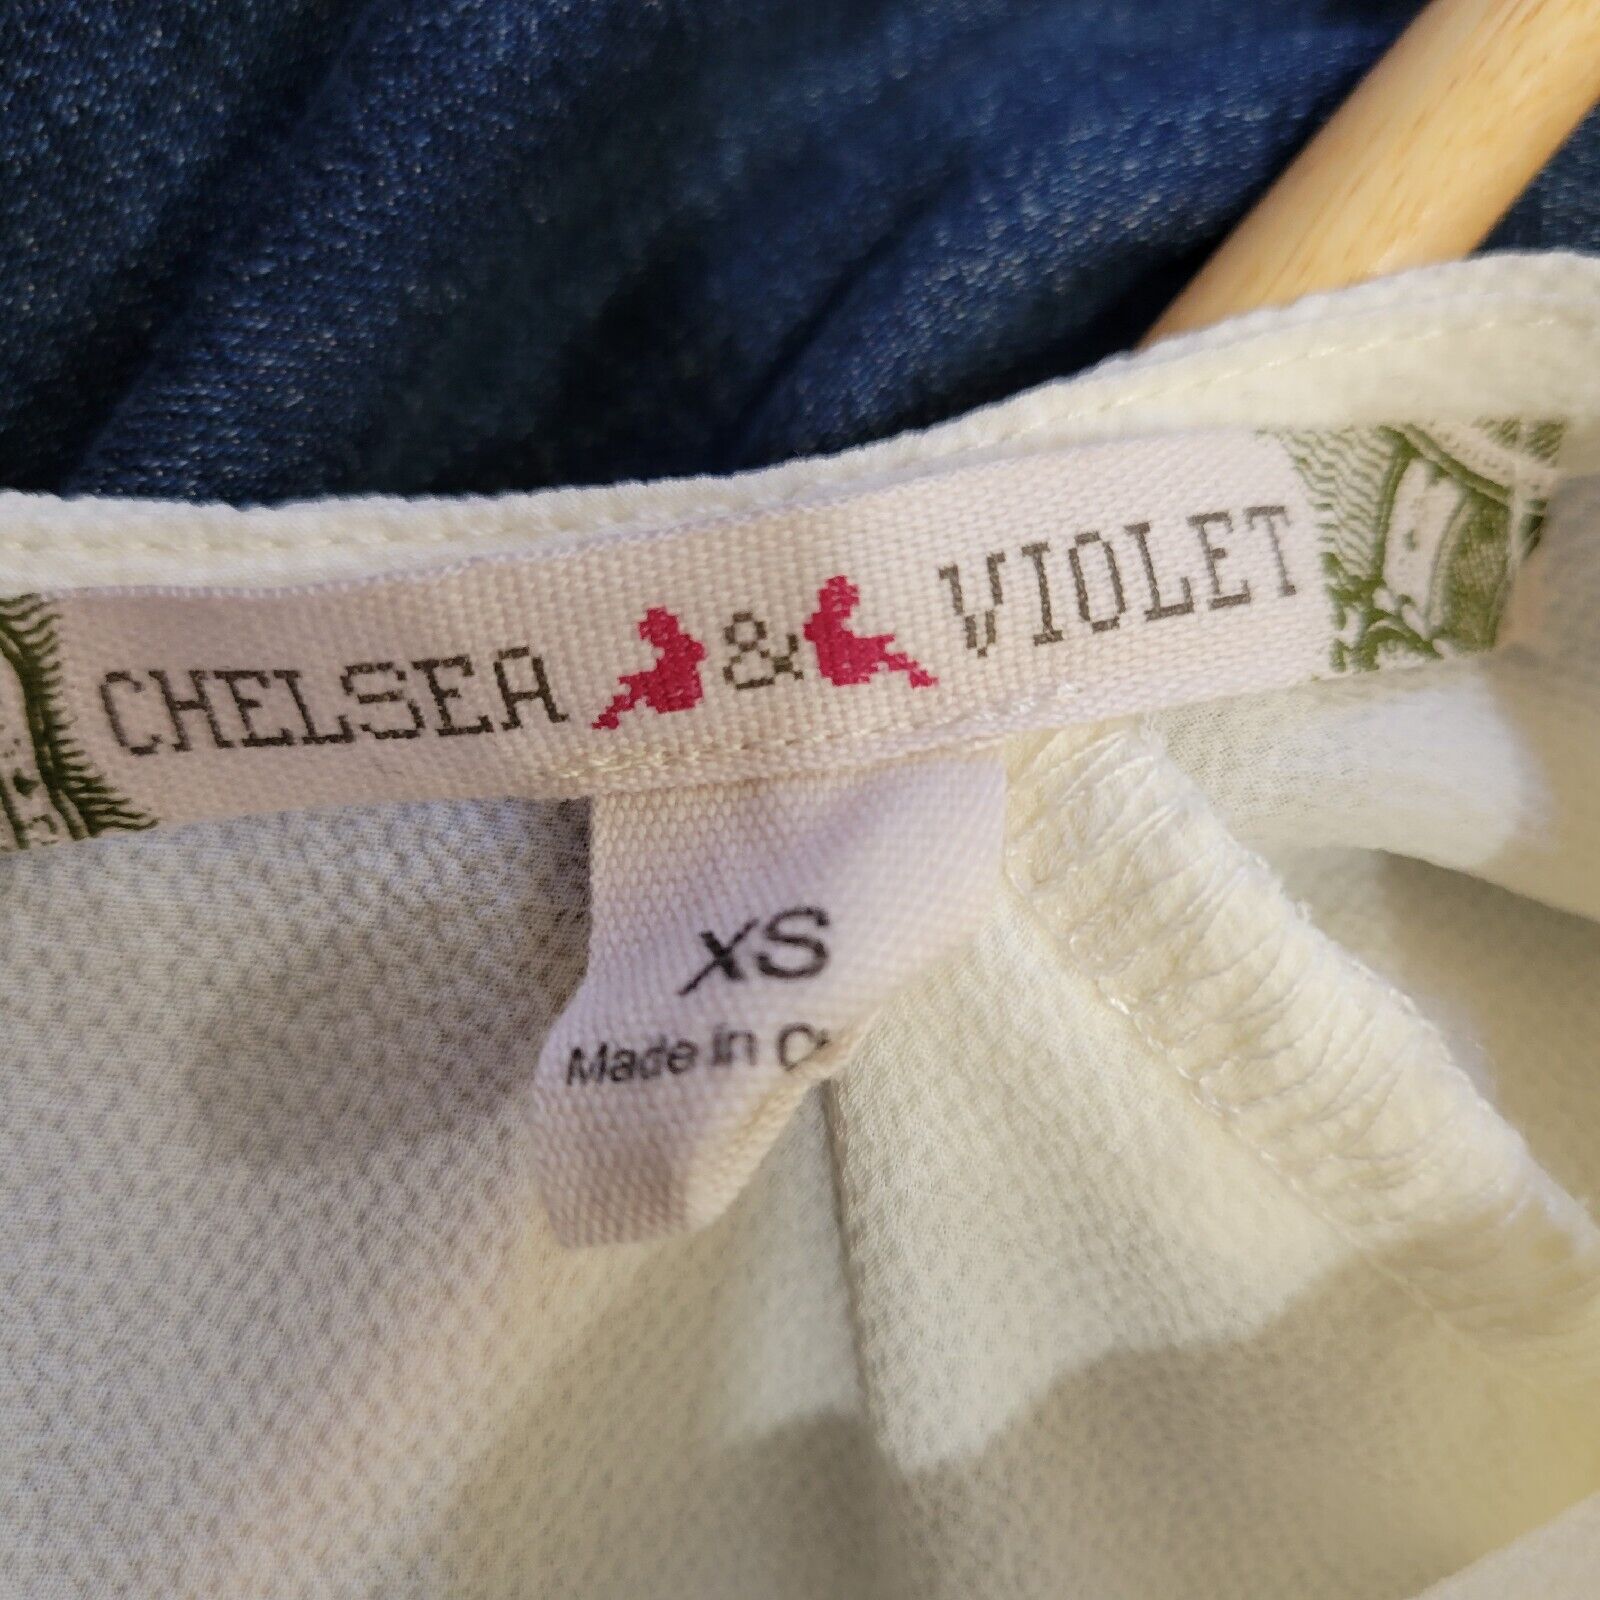 CHELSEA & VIOLET
XS
Made in